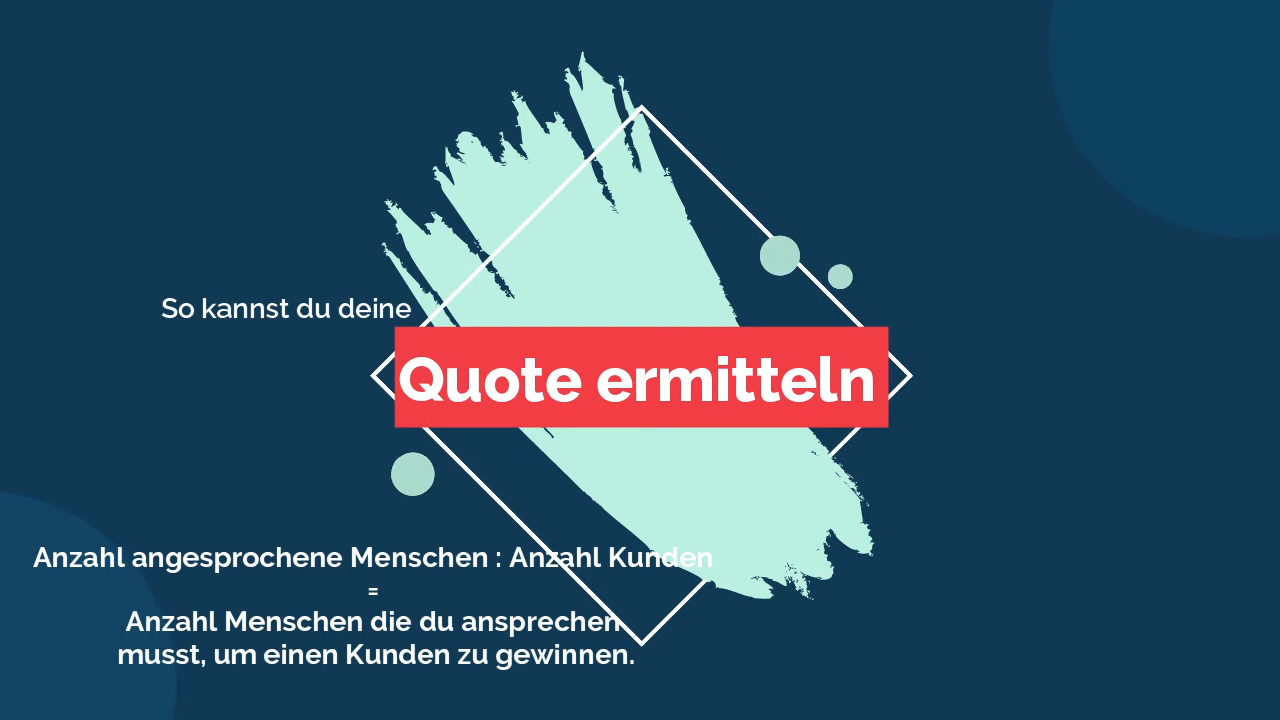 So kannst du deine
Quote ermitteln
Anzahl angesprochene Menschen : Anzahl Kunden
=
Anzahl Menschen die du ansprechen
musst, um einen Kunden zu gewinnen.